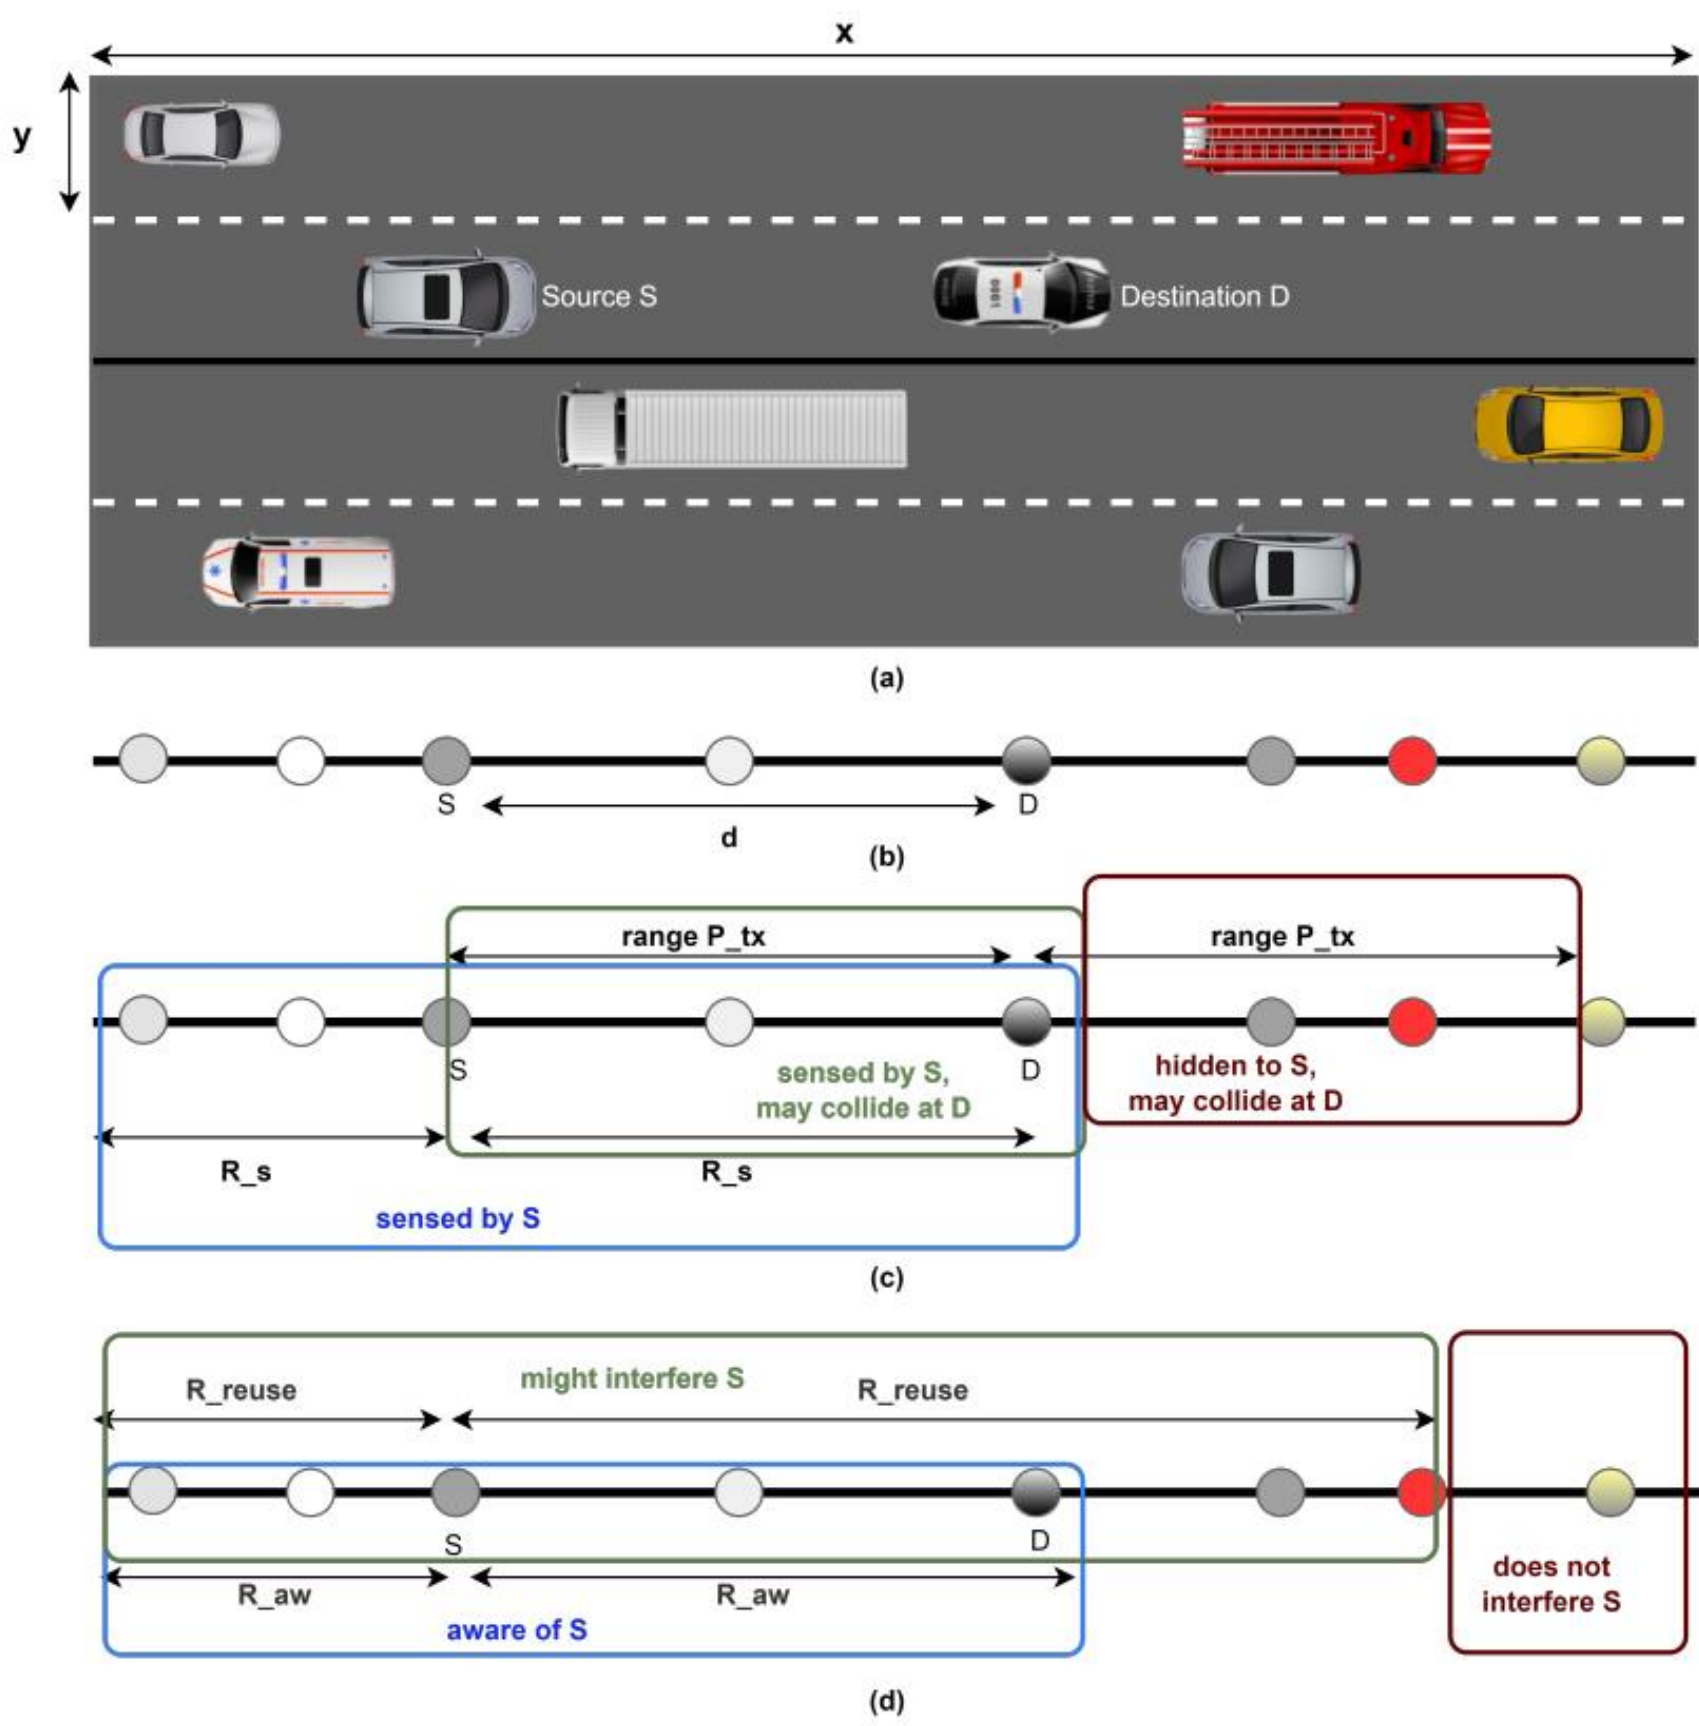 x
y
Source S
Destination D
(a)
S
D
d
(b)
range P_tx
range P_tx
S
sensed by S,
may collide at D
D
hidden to S,
may collide at D
R_s
R_s
sensed by S
(c)
might interfere S
R_reuse
R_reuse
S
D
R_aw
R_aw
does not
interfere S
aware of S
(d)